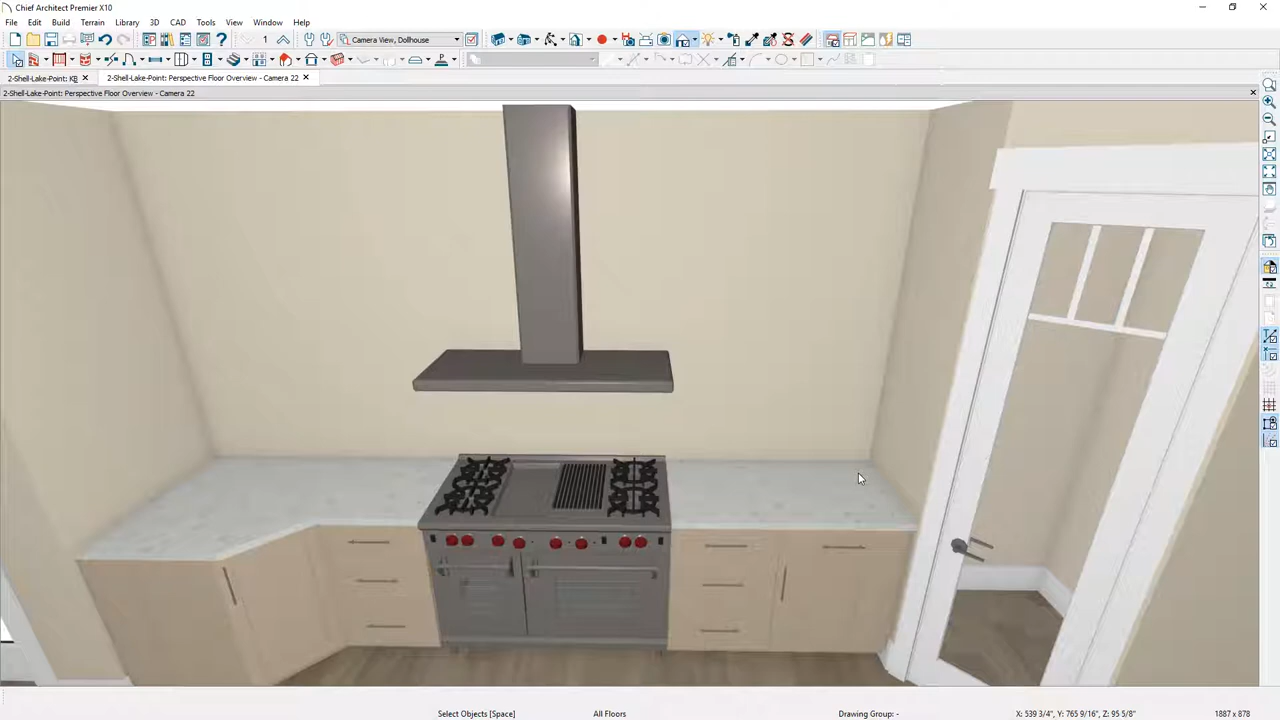 Chief Architect Premier X10
File Edit Build Terrain Library 3D CAD Tools View Window Help
1 Camera View, Dollhouse
2-Shell-Lake-Point: KB 2-Shell-Lake-Point: Perspective Floor Overview - Camera 22
2-Shell-Lake-Point: Perspective Floor Overview - Camera 22
Select Objects [Space] All Floors Drawing Group: - X: 539 3/4", Y: 765 9/16", Z: 95 5/8" 1887 x 878